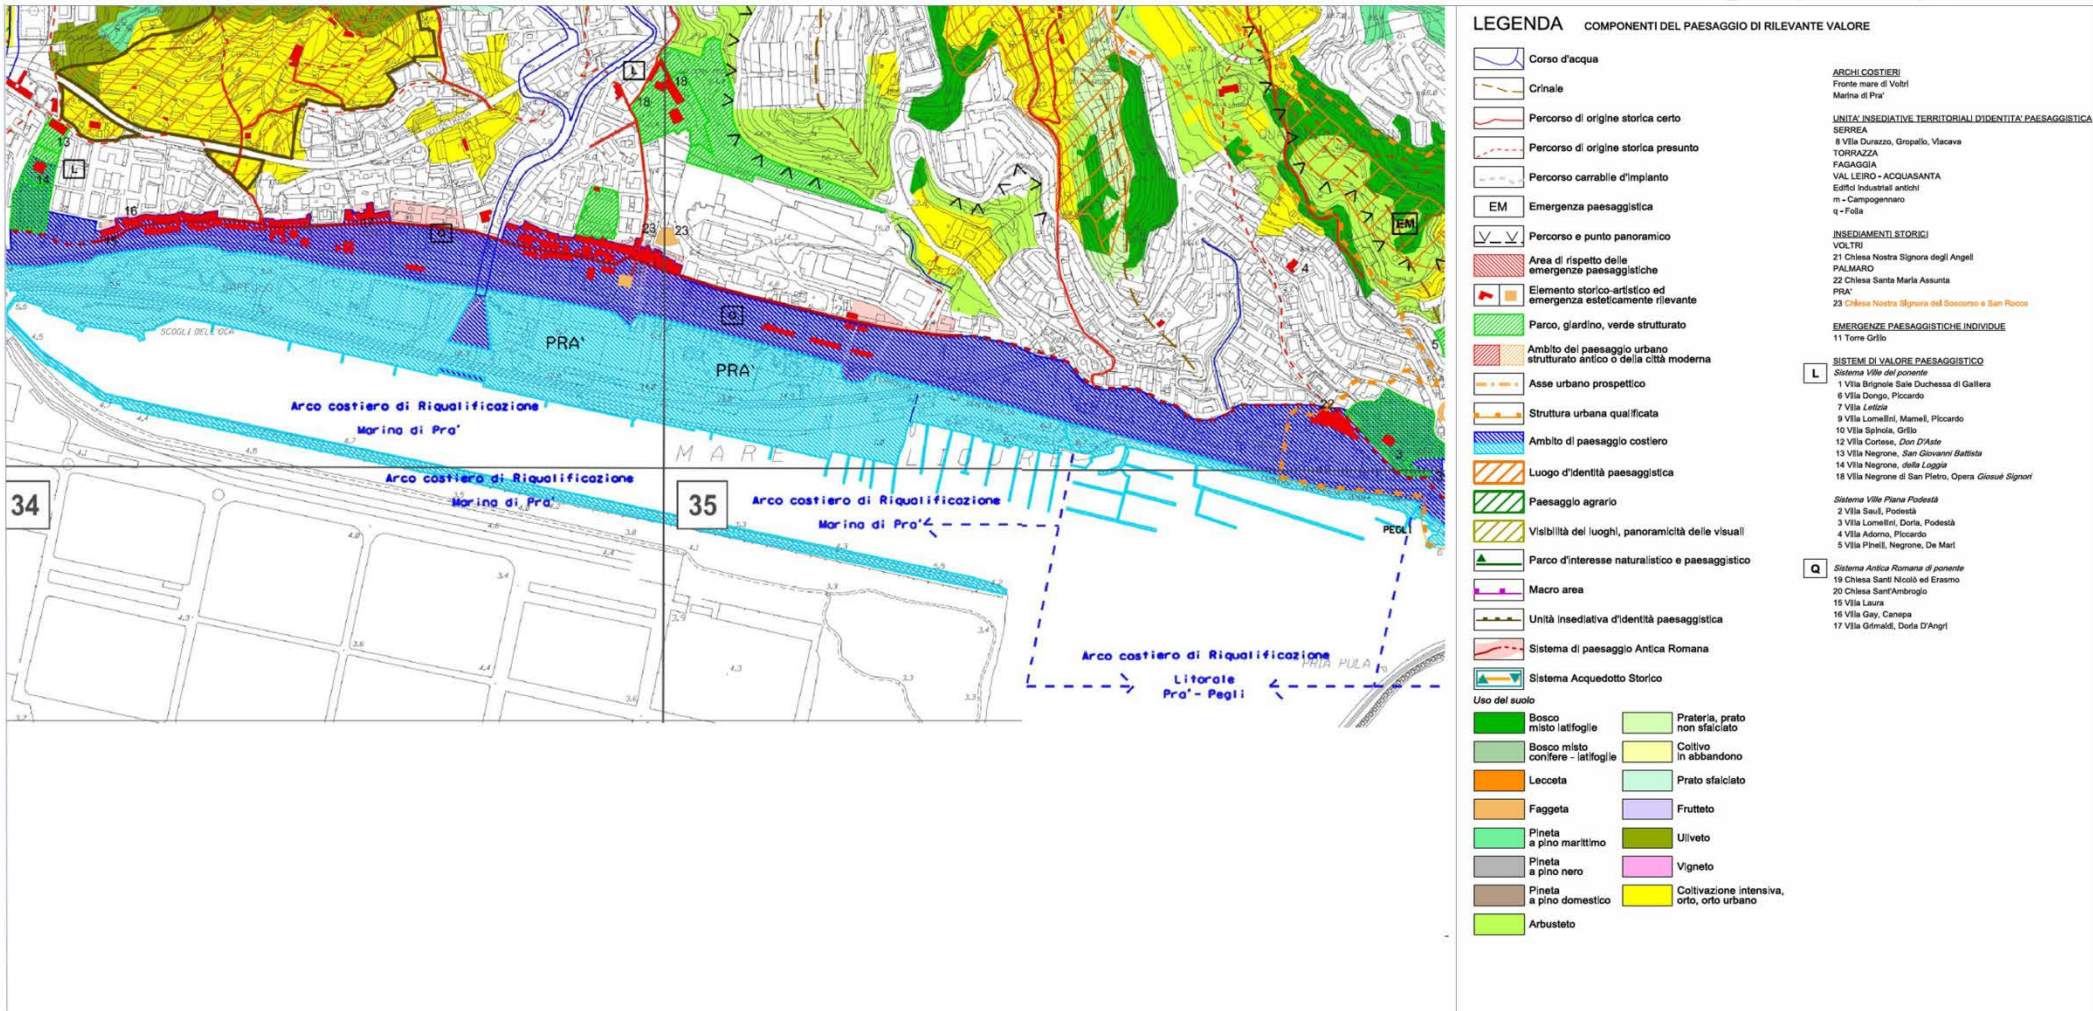 L
18
18
13
14
L
16
15
17
Q
23
23
EM
4
5
SAPELLO
SCOGLI DELL'OCA
PRA'
PRA'
Q
22
3
Arco costiero di Riqualificazione
Marina di Pra'
MARE LIGURE
Arco costiero di Riqualificazione
Marina di Pra'
34
35
Arco costiero di Riqualificazione
Marina di Pra'
PEGLI
Arco costiero di Riqualificazione
PRIA PULA
Litorale
Pra' - Pegli
LEGENDA COMPONENTI DEL PAESAGGIO DI RILEVANTE VALORE
Corso d'acqua
Crinale
Percorso di origine storica certo
Percorso di origine storica presunto
Percorso carrabile d'impianto
EM Emergenza paesaggistica
Percorso e punto panoramico
Area di rispetto delle
emergenze paesaggistiche
Elemento storico-artistico ed
emergenza esteticamente rilevante
Parco, giardino, verde strutturato
Ambito del paesaggio urbano
strutturato antico o della città moderna
Asse urbano prospettico
Struttura urbana qualificata
Ambito di paesaggio costiero
Luogo d'identità paesaggistica
Paesaggio agrario
Visibilità dei luoghi, panoramicità delle visuali
Parco d'interesse naturalistico e paesaggistico
Macro area
Unità insediativa d'identità paesaggistica
Sistema di paesaggio Antica Romana
Sistema Acquedotto Storico
Uso del suolo
Bosco
misto latifoglie
Bosco misto
conifere - latifoglie
Lecceta
Faggeta
Pineta
a pino marittimo
Pineta
a pino nero
Pineta
a pino domestico
Arbusteto
Prateria, prato
non sfalciato
Coltivo
in abbandono
Prato sfalciato
Frutteto
Uliveto
Vigneto
Coltivazione intensiva,
orto, orto urbano
ARCHI COSTIERI
Fronte mare di Voltri
Marina di Pra'
UNITA' INSEDIATIVE TERRITORIALI D'IDENTITA' PAESAGGISTICA
SERREA
8 Villa Durazzo, Gropallo, Viacava
TORRAZZA
FAGAGGIA
VAL LEIRO - ACQUASANTA
Edifici industriali antichi
m - Campogennaro
q - Folla
INSEDIAMENTI STORICI
VOLTRI
21 Chiesa Nostra Signora degli Angeli
PALMARO
22 Chiesa Santa Maria Assunta
PRA'
23 Chiesa Nostra Signora del Soccorso e San Rocco
EMERGENZE PAESAGGISTICHE INDIVIDUE
11 Torre Grillo
SISTEMI DI VALORE PAESAGGISTICO
L Sistema Ville del ponente
1 Villa Brignole Sale Duchessa di Galliera
6 Villa Dongo, Piccardo
7 Villa Letizia
9 Villa Lomellini, Mameli, Piccardo
10 Villa Spinola, Grillo
12 Villa Cortese, Don D'Aste
13 Villa Negrone, San Giovanni Battista
14 Villa Negrone, della Loggia
18 Villa Negrone di San Pietro, Opera Giosuè Signori
Sistema Ville Piana Podestà
2 Villa Sauli, Podestà
3 Villa Lomellini, Doria, Podestà
4 Villa Adorno, Piccardo
5 Villa Pinelli, Negrone, De Mari
Q Sistema Antica Romana di ponente
19 Chiesa Santi Nicolò ed Erasmo
20 Chiesa Sant'Ambrogio
15 Villa Laura
16 Villa Gay, Canepa
17 Villa Grimaldi, Doria D'Angri